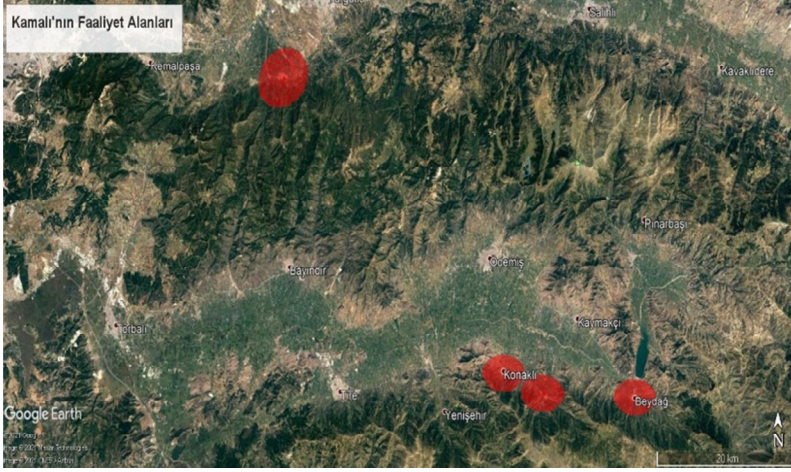 Kamalı'nın Faaliyet Alanları
Salihli
Kemalpaşa
Kavaklıdere
Pınarbaşı
Ödemiş
Bayındır
Torbalı
Kaymakçı
Konaklı
Tire
Beydağ
Yenişehir
Google Earth
N
20 km